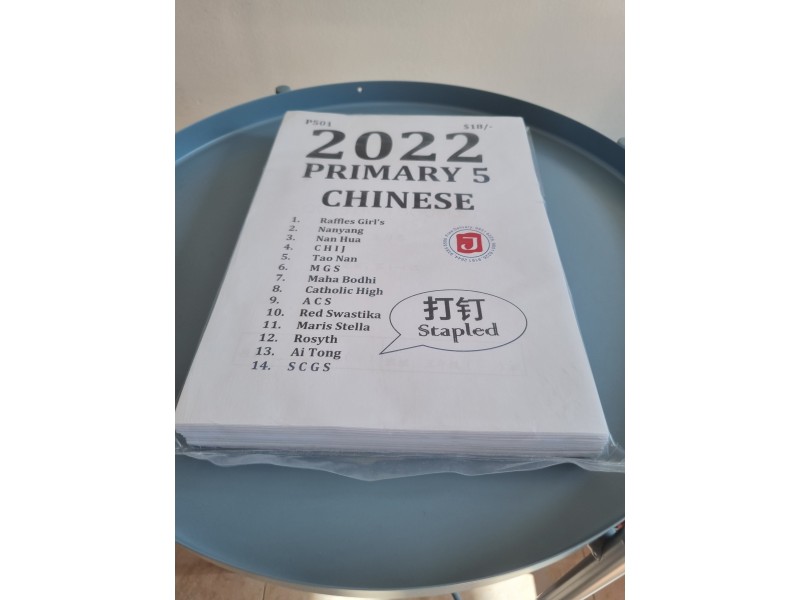 P501
$18/-
2022
PRIMARY 5
CHINESE
1. Raffles Girl's
2. Nanyang
3. Nan Hua
4. C H I J
5. Tao Nan
6. M G S
7. Maha Bodhi
8. Catholic High
9. A C S
10. Red Swastika
11. Maris Stella
12. Rosyth
13. Ai Tong
14. S C G S
J
打钉
Stapled